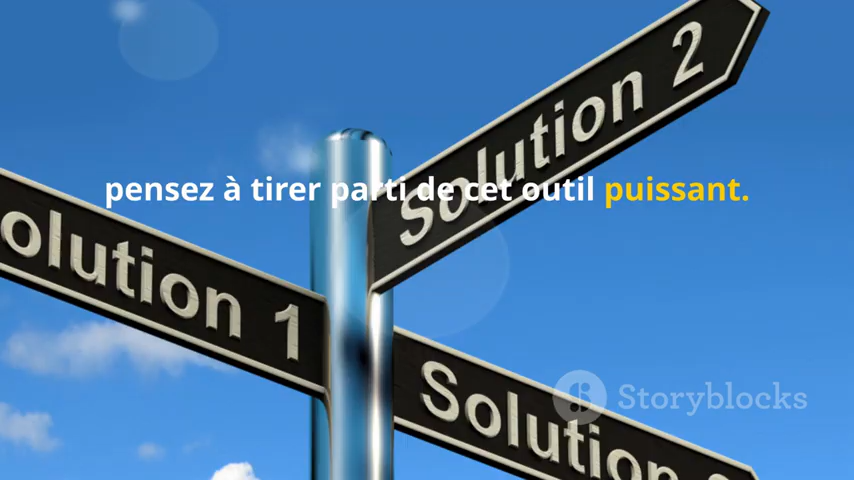 Solution 2
pensez à tirer parti de cet outil puissant.
olution 1
Solution
Storyblocks